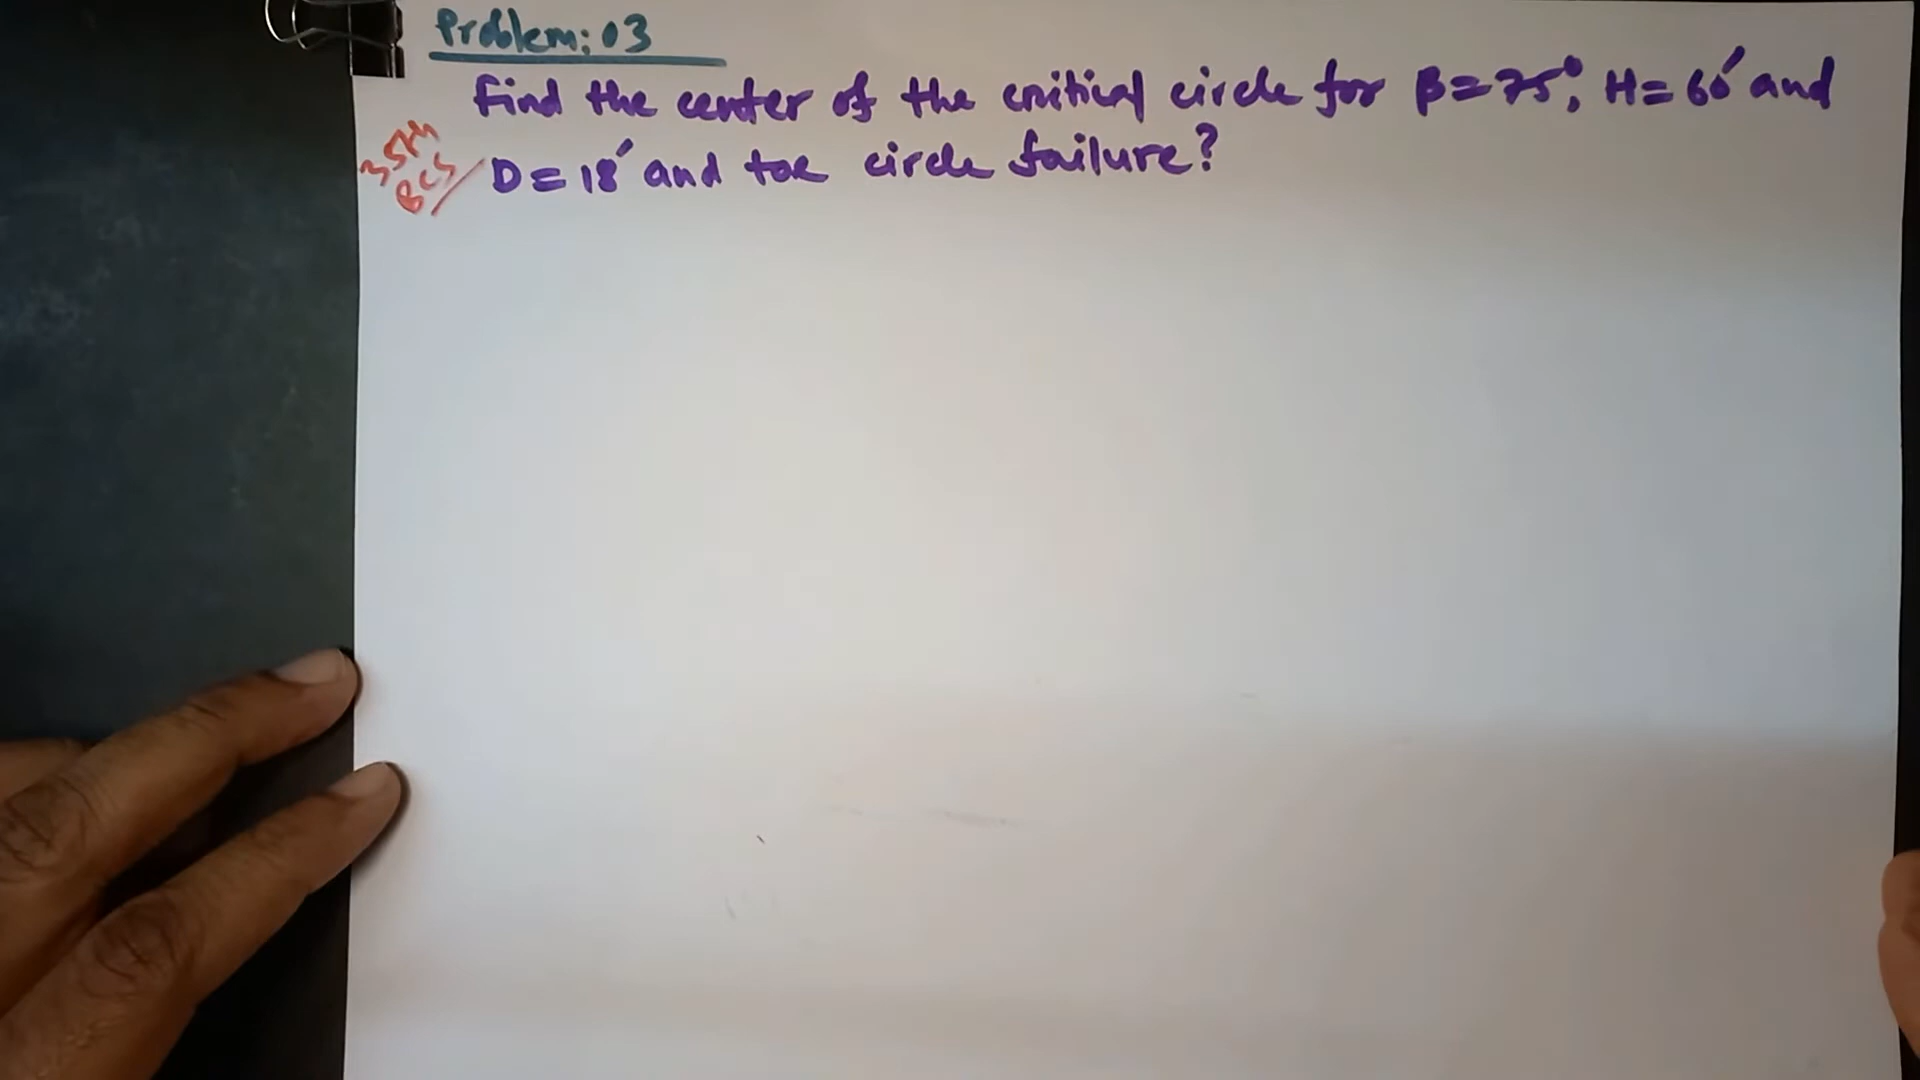 Problem: 03
Find the center of the critical circle for β=75°, H=60′ and
35th
BCS
D=18′ and toe circle failure?